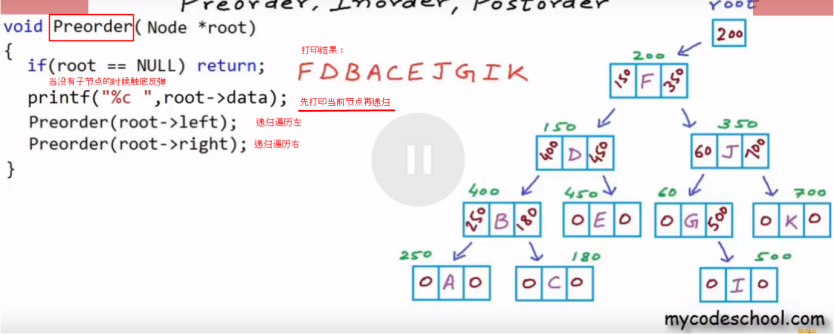 Preorder, Inorder, Postorder
void Preorder(Node *root)
{
if(root == NULL) return;
当没有子节点的时候触底反弹
printf("%c ",root->data);
先打印当前节点再递归
Preorder(root->left);
递归遍历左
Preorder(root->right);
递归遍历右
}
打印结果：
FDBACEJGIK
root
200
200
150 F 350
150
400 D 450
350
60 J 700
400
250 B 180
450
0 E 0
60
0 G 500
700
0 K 0
250
0 A 0
180
0 C 0
500
0 I 0
mycodeschool.com